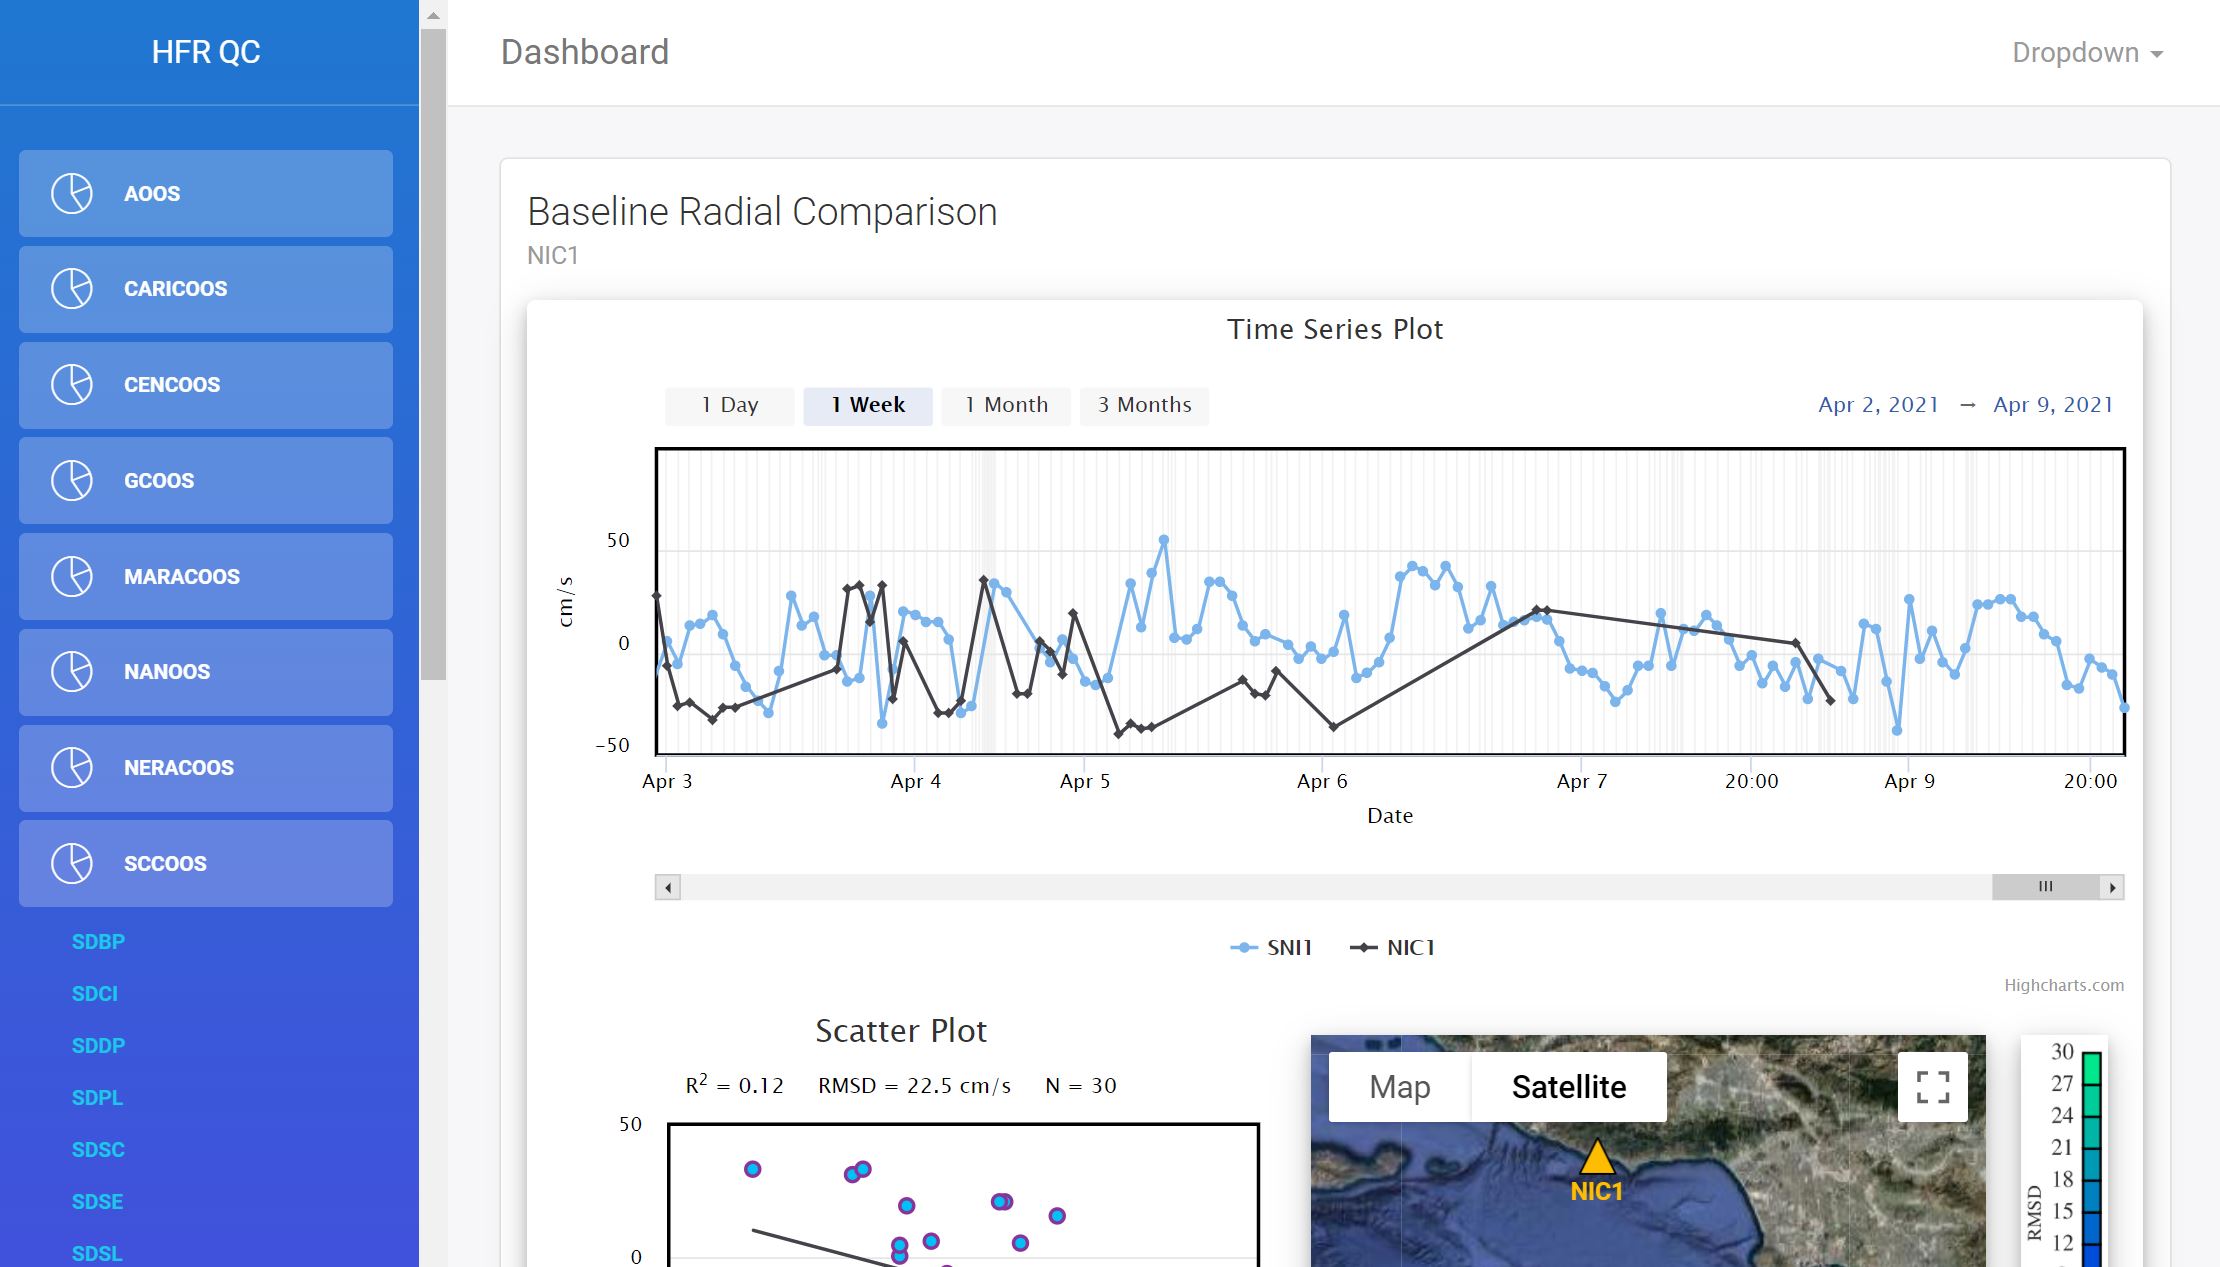 HFR QC
Dashboard
Dropdown
AOOS
CARICOOS
CENCOOS
GCOOS
MARACOOS
NANOOS
NERACOOS
SCCOOS
SDBP
SDCI
SDDP
SDPL
SDSC
SDSE
SDSL
Baseline Radial Comparison
NIC1
Time Series Plot
1 Day
1 Week
1 Month
3 Months
Apr 2, 2021 → Apr 9, 2021
cm/s
50
0
-50
Apr 3
Apr 4
Apr 5
Apr 6
Apr 7
20:00
Apr 9
20:00
Date
SNI1
NIC1
Highcharts.com
Scatter Plot
R² = 0.12 RMSD = 22.5 cm/s N = 30
50
0
Map
Satellite
NIC1
RMSD
30
27
24
21
18
15
12